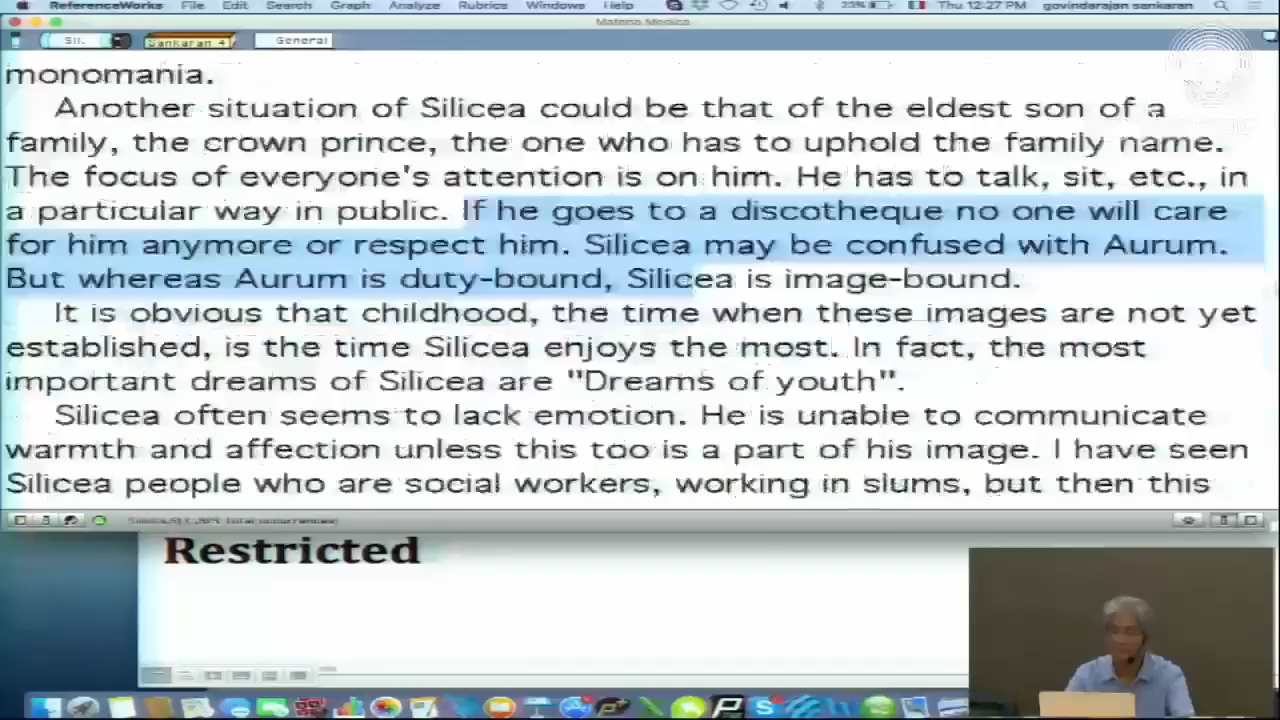 ReferenceWorks File Edit Search Graph Analyze Rubrics Windows Help 23% Thu 12:27 PM govindarajan sankaran
Materia Medica
Sil. Sankaran 4 General
monomania.
Another situation of Silicea could be that of the eldest son of a
family, the crown prince, the one who has to uphold the family name.
The focus of everyone's attention is on him. He has to talk, sit, etc., in
a particular way in public. If he goes to a discotheque no one will care
for him anymore or respect him. Silicea may be confused with Aurum.
But whereas Aurum is duty-bound, Silicea is image-bound.
It is obvious that childhood, the time when these images are not yet
established, is the time Silicea enjoys the most. In fact, the most
important dreams of Silicea are "Dreams of youth".
Silicea often seems to lack emotion. He is unable to communicate
warmth and affection unless this too is a part of his image. I have seen
Silicea people who are social workers, working in slums, but then this
Restricted